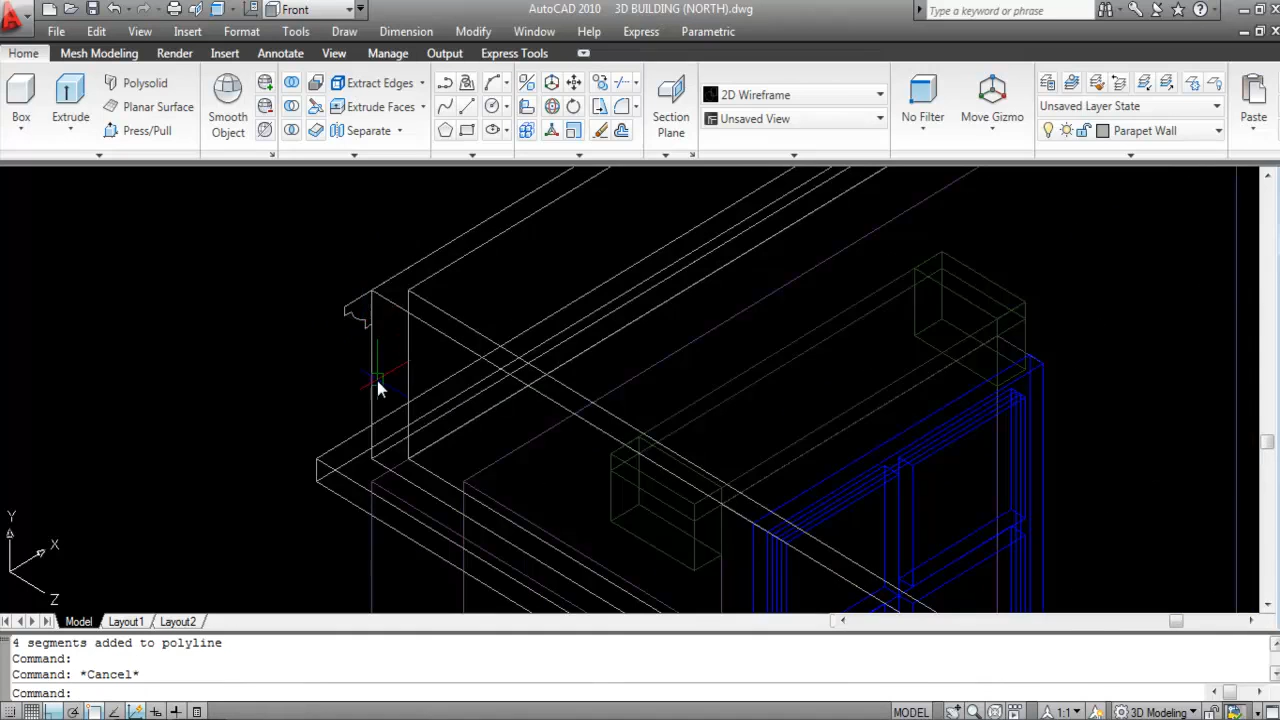 Front
AutoCAD 2010 3D BUILDING (NORTH).dwg
Type a keyword or phrase
File Edit View Insert Format Tools Draw Dimension Modify Window Help Express Parametric
Home Mesh Modeling Render Insert Annotate View Manage Output Express Tools
Box
Extrude
Polysolid
Planar Surface
Press/Pull
Smooth
Object
Extract Edges
Extrude Faces
Separate
Section
Plane
2D Wireframe
Unsaved View
No Filter
Move Gizmo
Unsaved Layer State
Parapet Wall
Paste
Y
X
Z
Model Layout1 Layout2
4 segments added to polyline
Command:
Command: *Cancel*
Command:
MODEL 1:1 3D Modeling